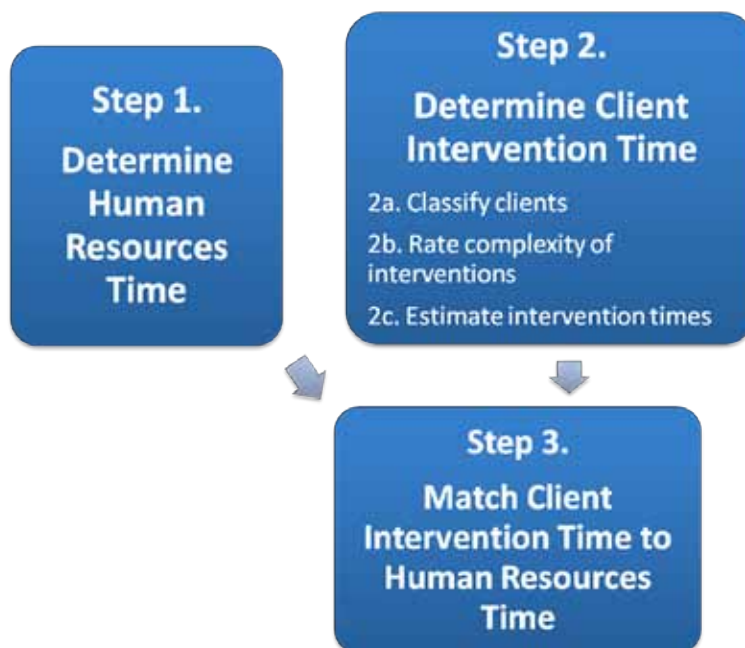 Step 1.
Determine
Human
Resources
Time
Step 2.
Determine Client
Intervention Time
2a. Classify clients
2b. Rate complexity of
interventions
2c. Estimate intervention times
Step 3.
Match Client
Intervention Time to
Human Resources
Time